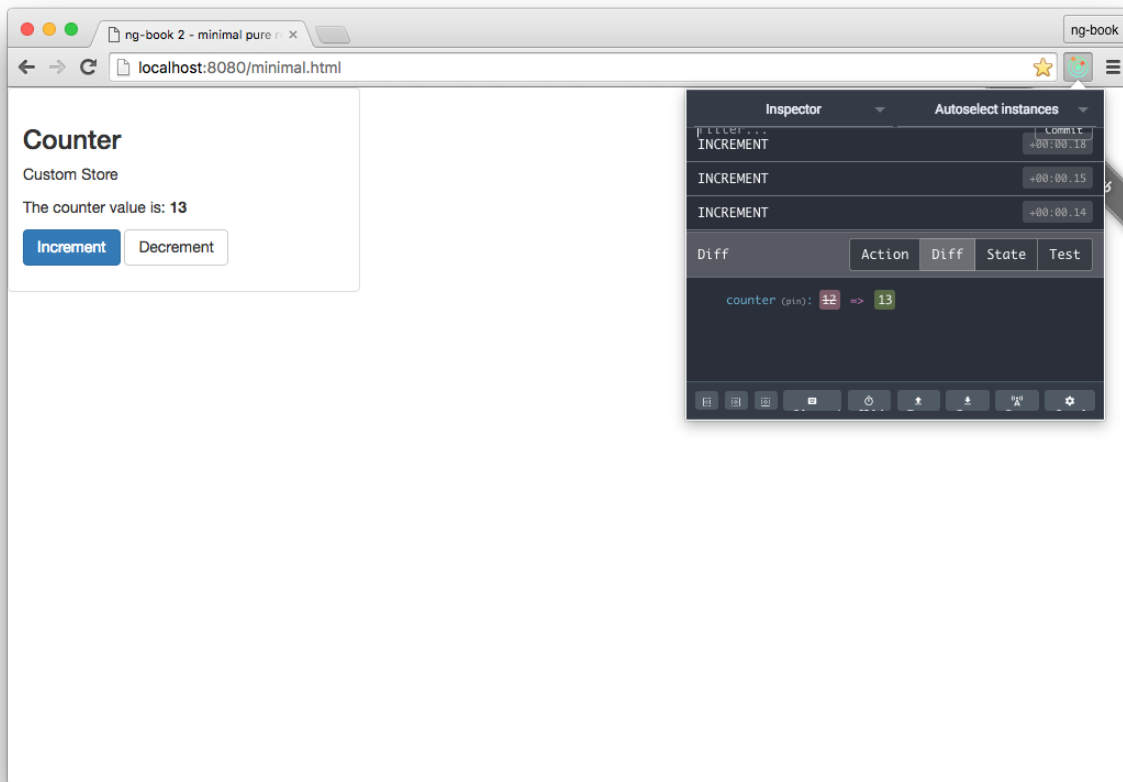 ng-book 2 - minimal pure
ng-book
localhost:8080/minimal.html
Counter
Custom Store
The counter value is: 13
Increment Decrement
Inspector Autoselect instances
Filter... Commit
INCREMENT +00:00.18
INCREMENT +00:00.15
INCREMENT +00:00.14
Diff Action Diff State Test
counter (pin): 12 => 13